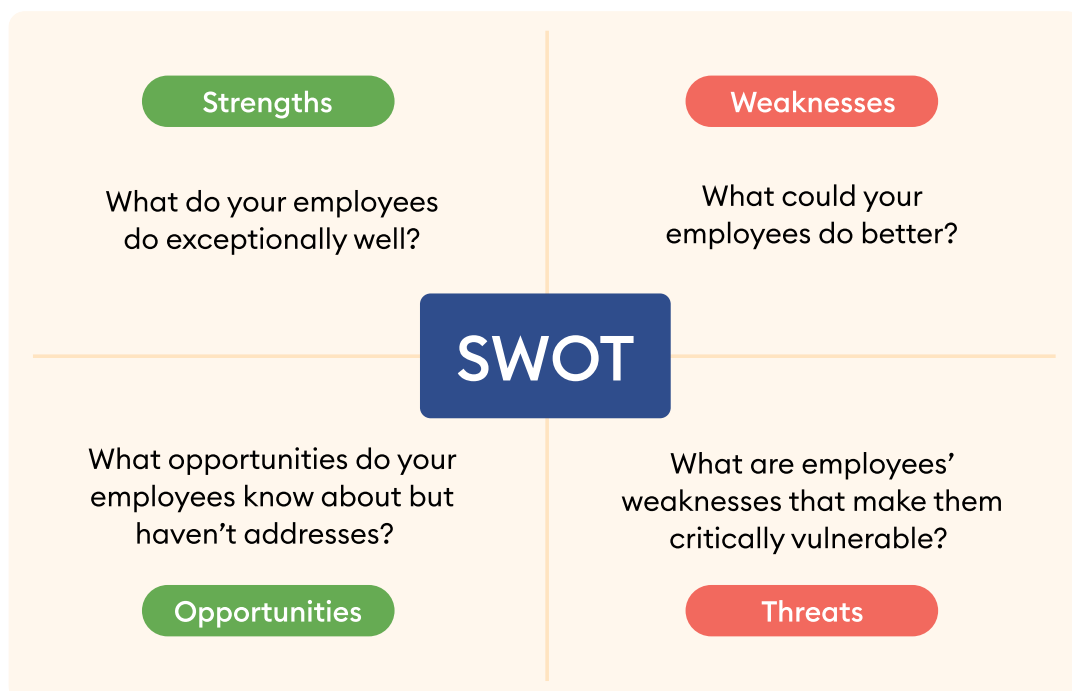 Strengths
What do your employees
do exceptionally well?
Weaknesses
What could your
employees do better?
SWOT
What opportunities do your
employees know about but
haven’t addresses?
Opportunities
What are employees’
weaknesses that make them
critically vulnerable?
Threats